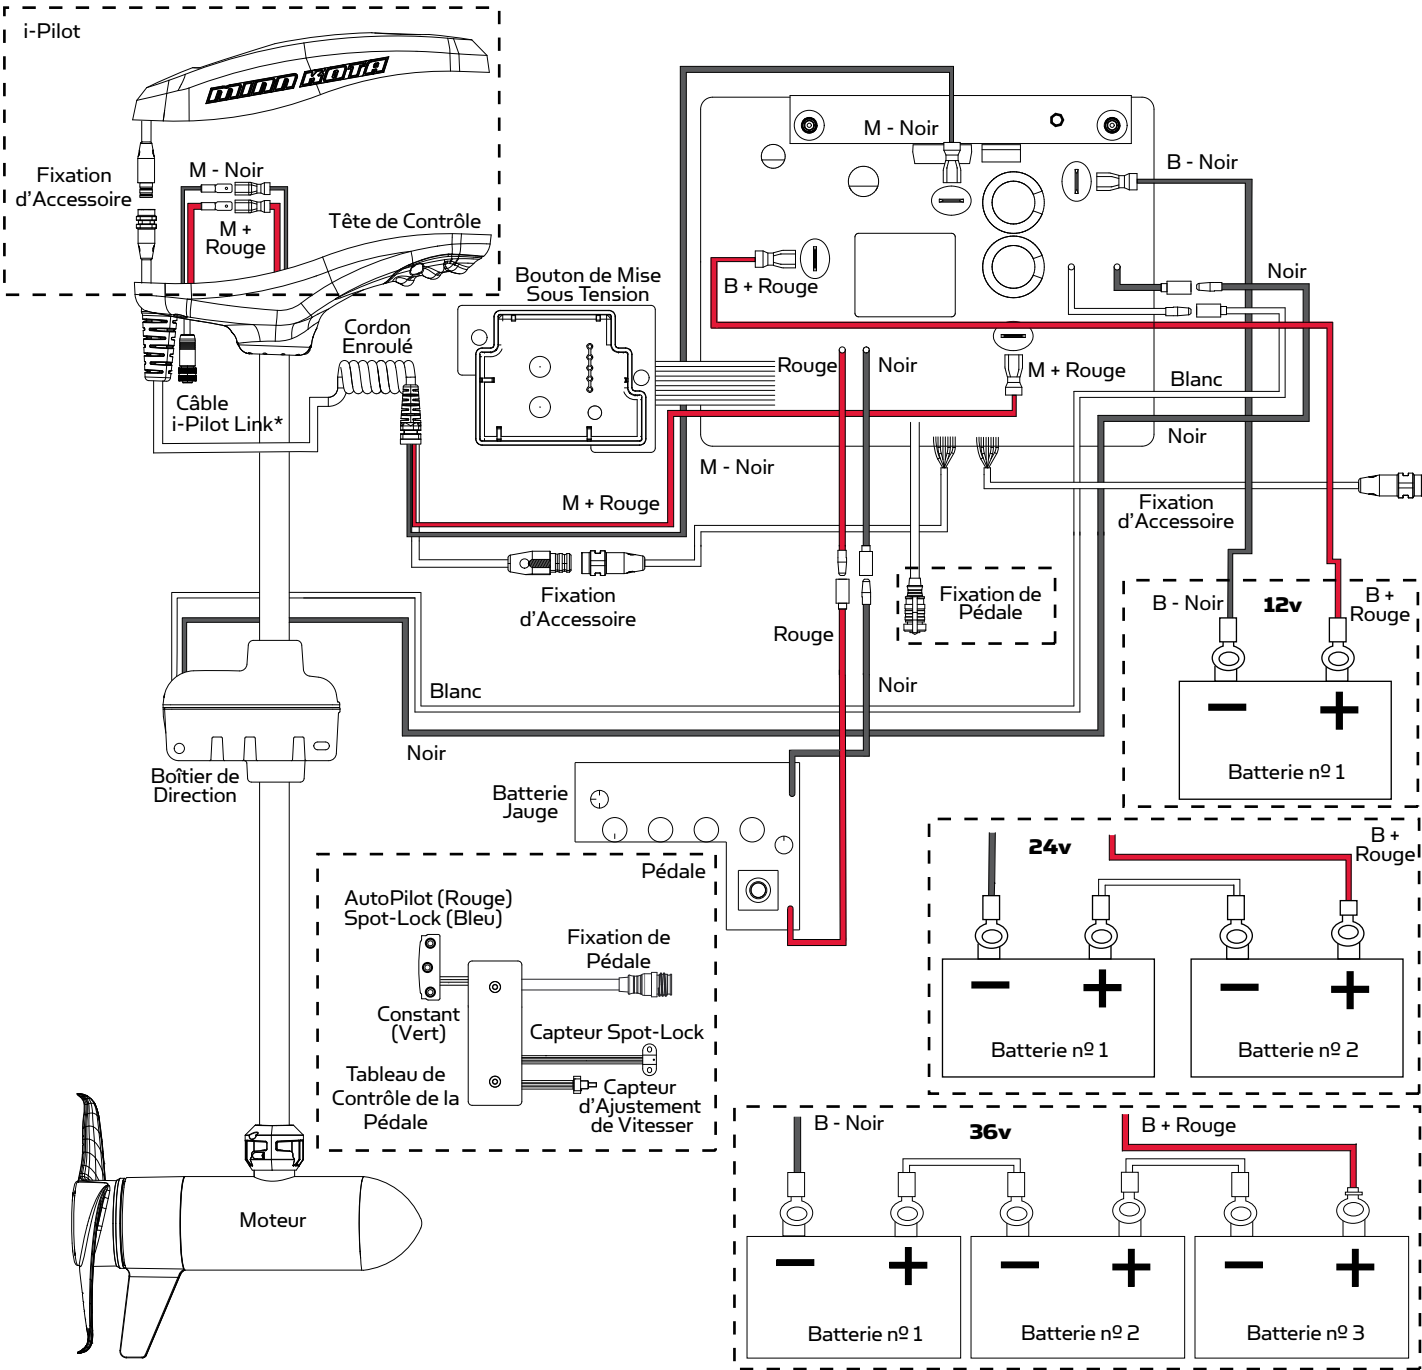 i-Pilot
MINN KOTA
Fixation
d'Accessoire
M - Noir
M +
Rouge
Tête de Contrôle
Câble
i-Pilot Link*
Cordon
Enroulé
Bouton de Mise
Sous Tension
M - Noir
B - Noir
B + Rouge
Noir
Rouge
Noir
M + Rouge
Blanc
Noir
M - Noir
M + Rouge
Fixation
d'Accessoire
Fixation
d'Accessoire
Fixation de
Pédale
Rouge
Noir
Blanc
Noir
Boîtier de
Direction
Batterie
Jauge
Pédale
B - Noir
12v
B +
Rouge
Batterie nº 1
24v
B +
Rouge
Batterie nº 1
Batterie nº 2
AutoPilot (Rouge)
Spot-Lock (Bleu)
Fixation de
Pédale
Constant
(Vert)
Capteur Spot-Lock
Tableau de
Contrôle de la
Pédale
Capteur
d'Ajustement
de Vitesser
B - Noir
36v
B + Rouge
Batterie nº 1
Batterie nº 2
Batterie nº 3
Moteur